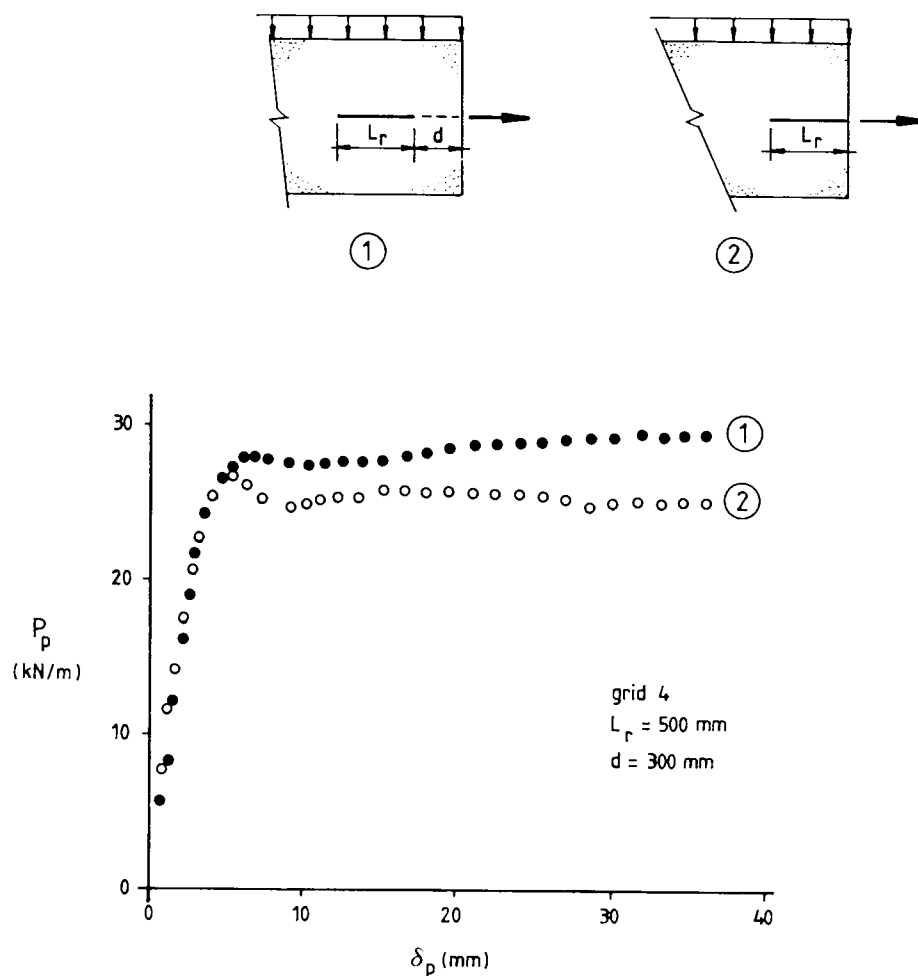 L_r d
L_r
1
2
30
20
10
0
P_p
(kN/m)
1
2
grid 4
L_r = 500 mm
d = 300 mm
0 10 20 30 40
δ_p (mm)